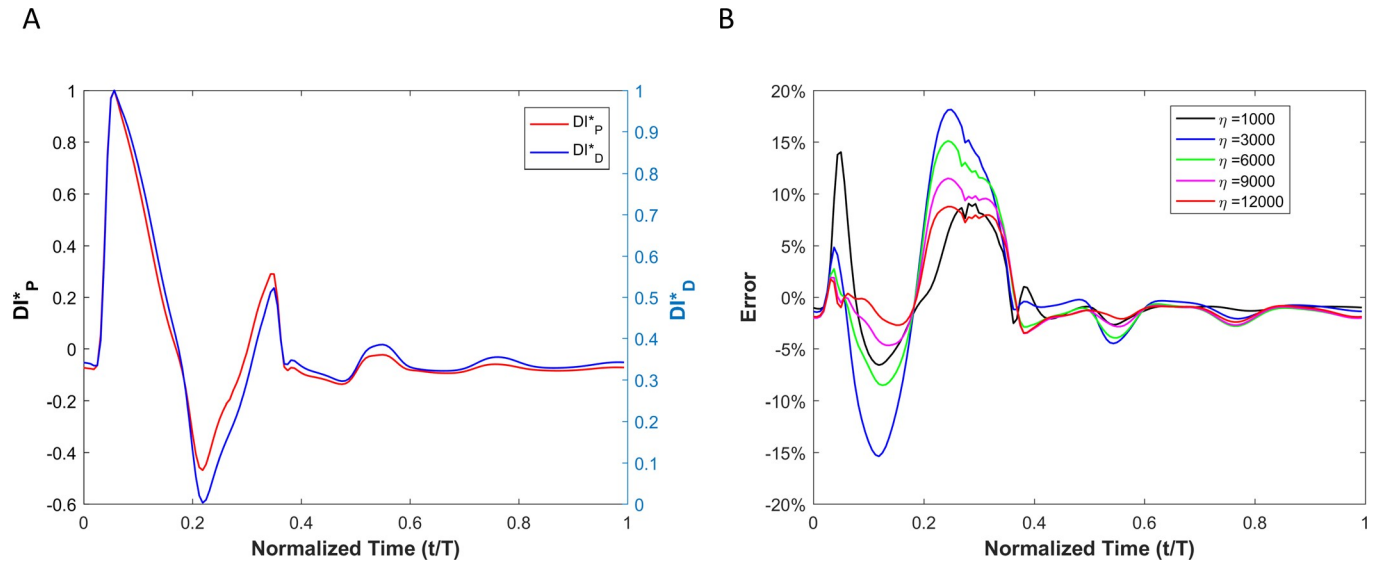 A
B
DI*P
DI*D
1
0.8
0.6
0.4
0.2
0
-0.2
-0.4
-0.6
DI*P
1
0.9
0.8
0.7
0.6
0.5
0.4
0.3
0.2
0.1
0
DI*D
0
0.2
0.4
0.6
0.8
1
Normalized Time (t/T)
η =1000
η =3000
η =6000
η =9000
η =12000
20%
15%
10%
5%
0%
-5%
-10%
-15%
-20%
Error
0
0.2
0.4
0.6
0.8
1
Normalized Time (t/T)